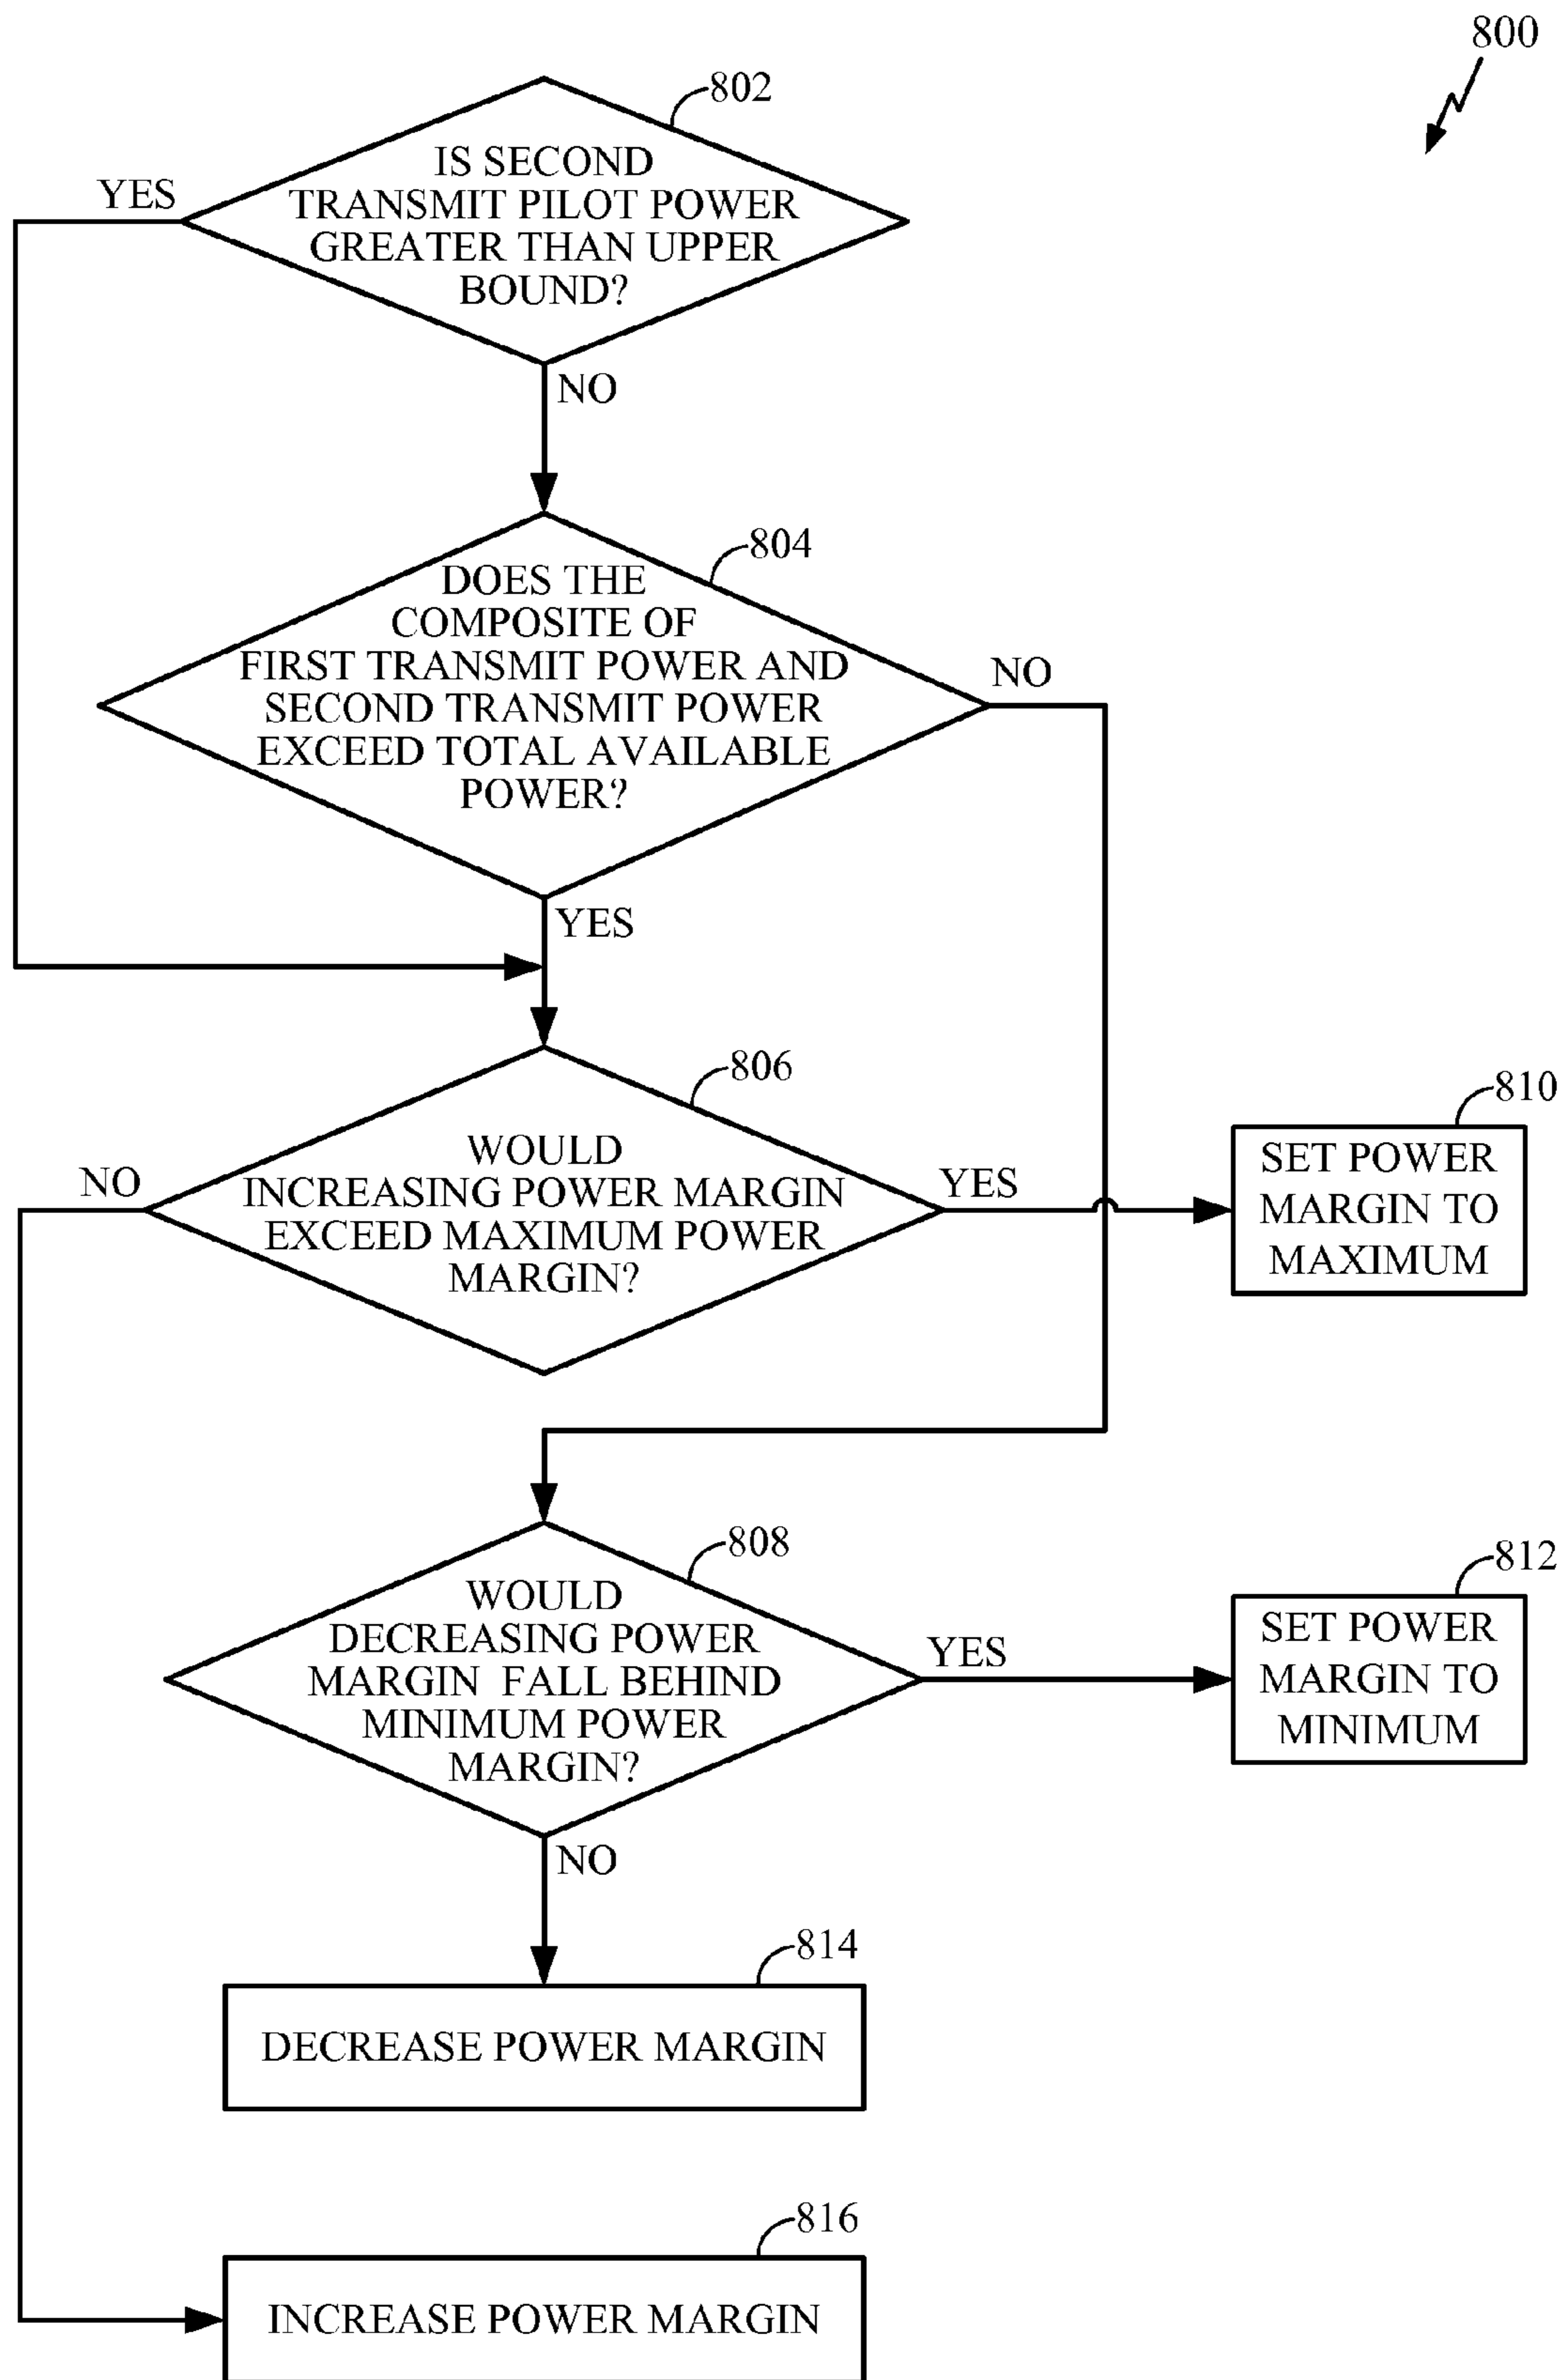 800
802
IS SECOND
TRANSMIT PILOT POWER
GREATER THAN UPPER
BOUND?
YES
NO
804
DOES THE
COMPOSITE OF
FIRST TRANSMIT POWER AND
SECOND TRANSMIT POWER
EXCEED TOTAL AVAILABLE
POWER?
NO
YES
806
WOULD
INCREASING POWER MARGIN
EXCEED MAXIMUM POWER
MARGIN?
NO
YES
810
SET POWER
MARGIN TO
MAXIMUM
808
WOULD
DECREASING POWER
MARGIN FALL BEHIND
MINIMUM POWER
MARGIN?
YES
812
SET POWER
MARGIN TO
MINIMUM
NO
814
DECREASE POWER MARGIN
816
INCREASE POWER MARGIN